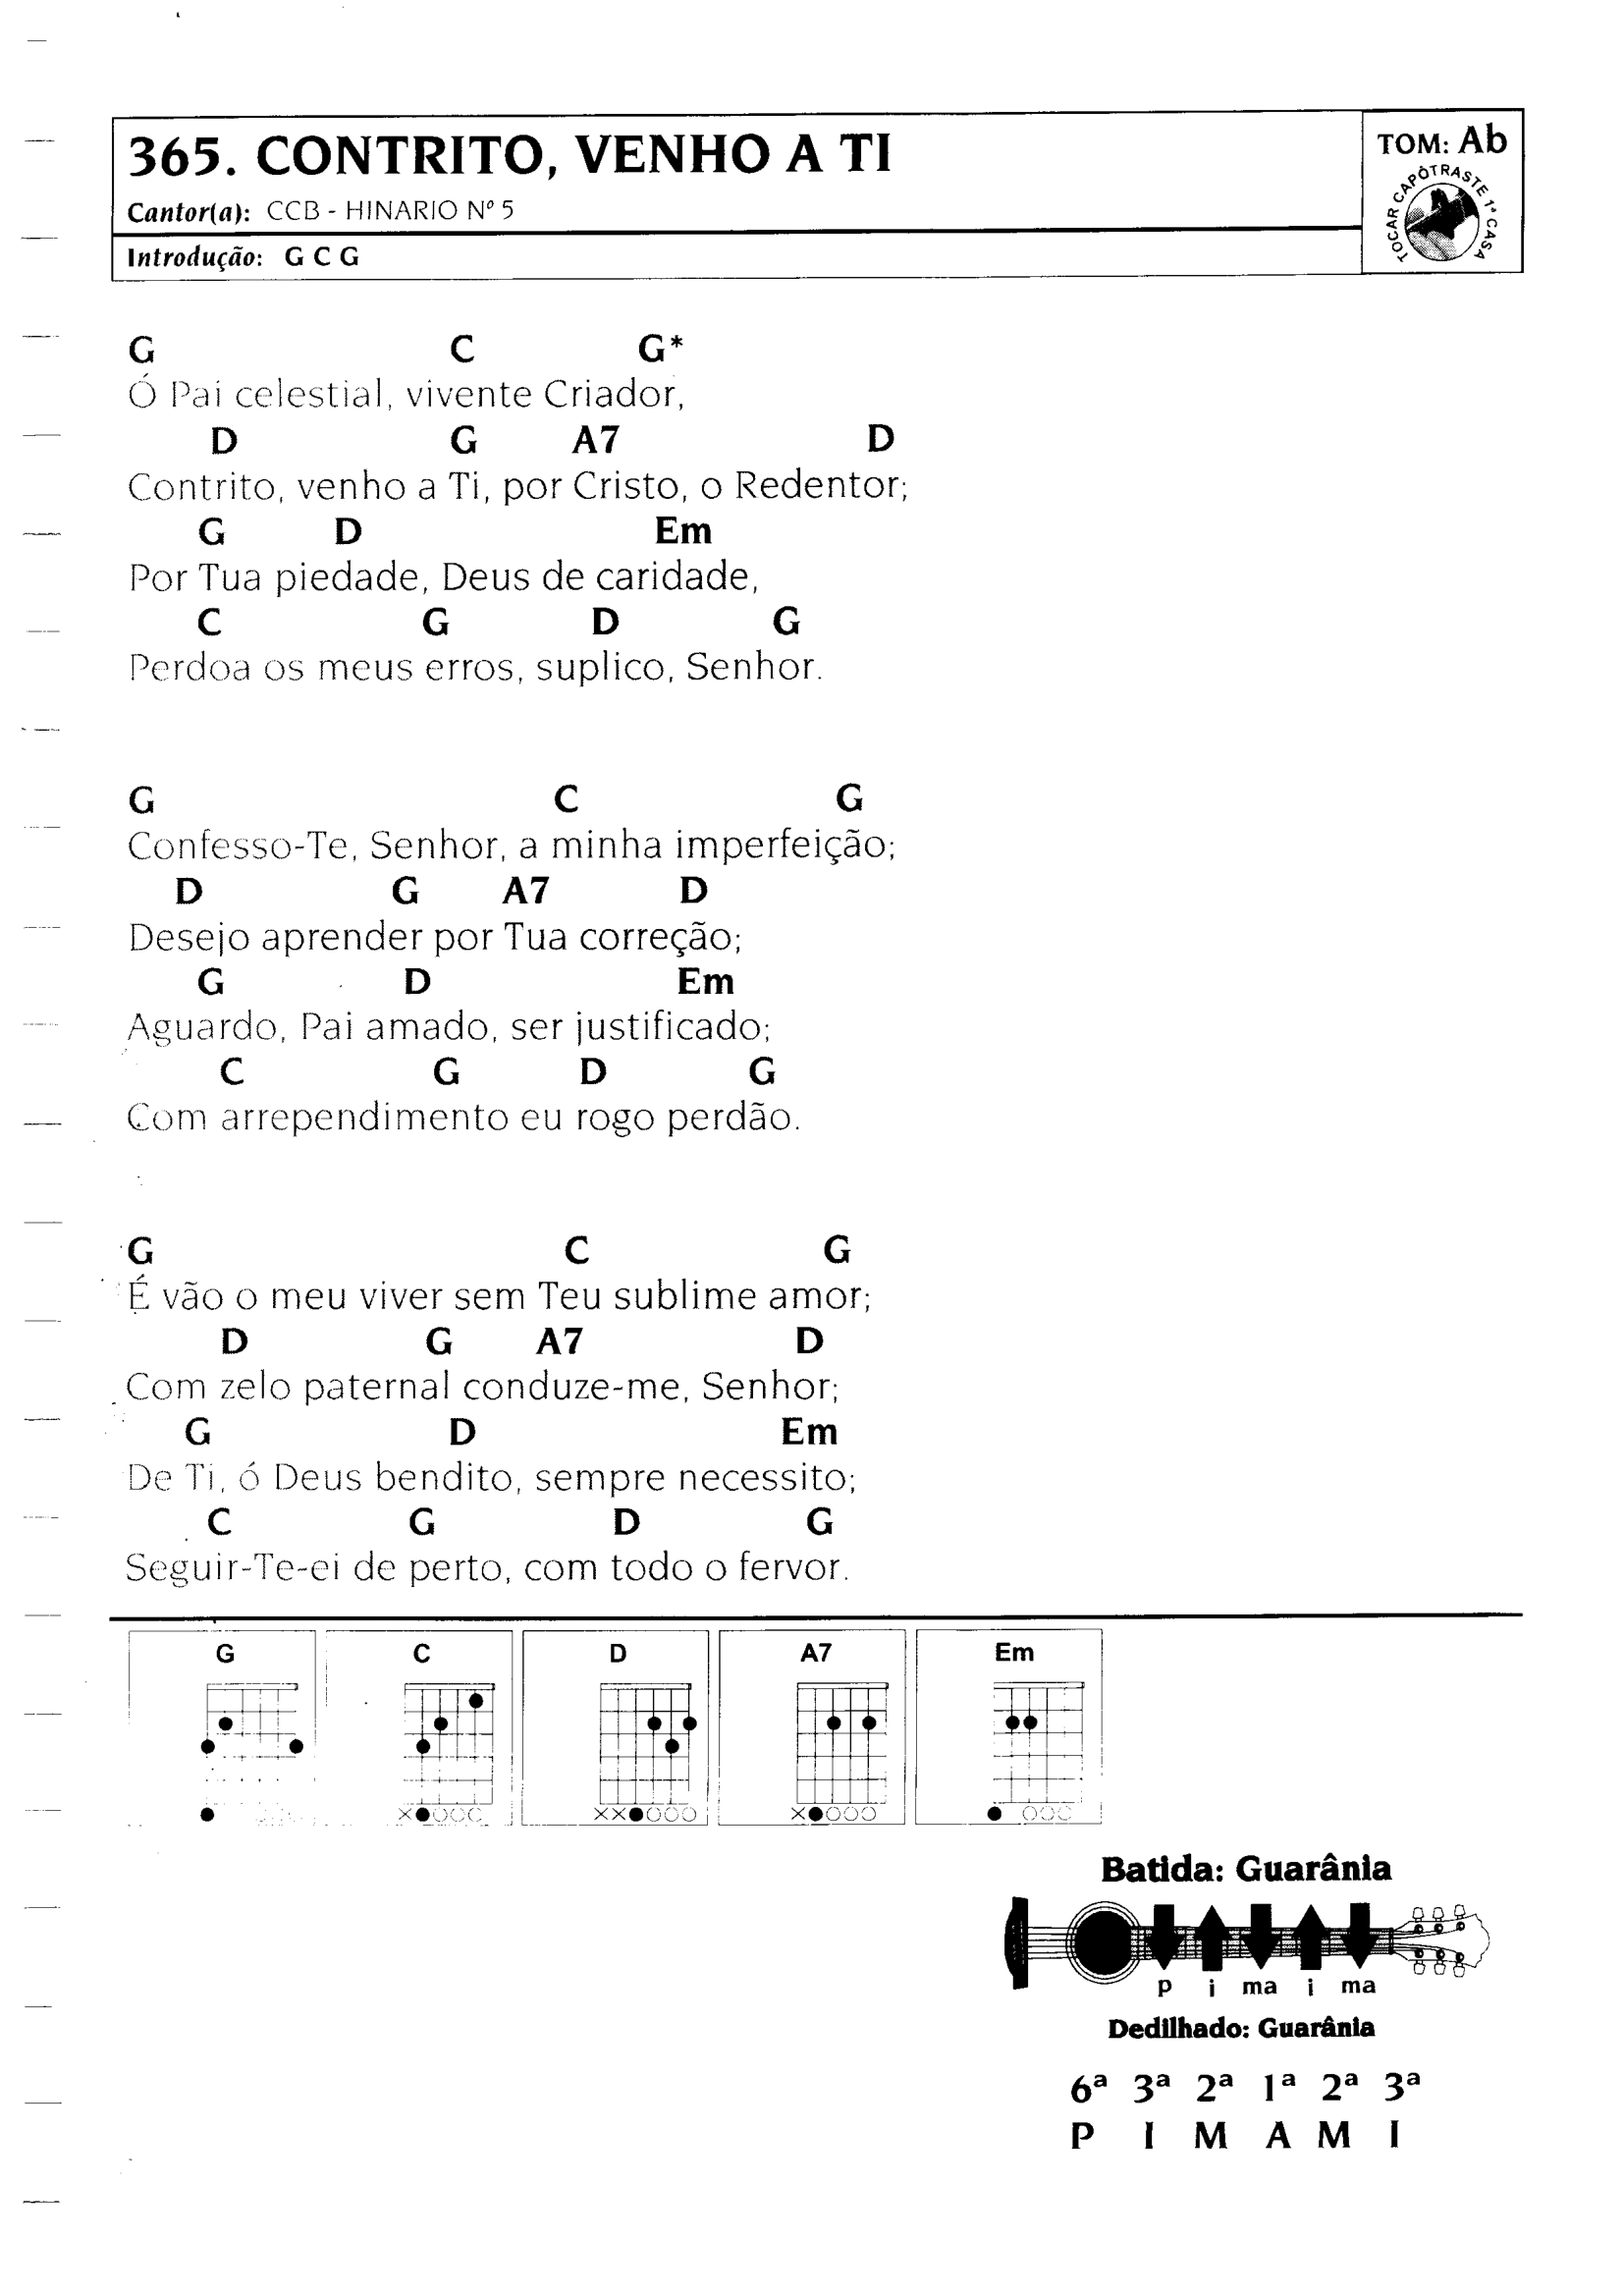 365. CONTRITO, VENHO A TI
Cantor(a): CCB - HINARIO Nº 5
Introdução: G C G
TOM: Ab
TOCAR CAPÔTRASTE 1ª CASA
G C G*
Ó Pai celestial, vivente Criador,
D G A7 D
Contrito, venho a Ti, por Cristo, o Redentor;
G D Em
Por Tua piedade, Deus de caridade,
C G D G
Perdoa os meus erros, suplico, Senhor.
G C G
Confesso-Te, Senhor, a minha imperfeição;
D G A7 D
Desejo aprender por Tua correção;
G D Em
Aguardo, Pai amado, ser justificado;
C G D G
Com arrependimento eu rogo perdão.
G C G
É vão o meu viver sem Teu sublime amor;
D G A7 D
Com zelo paternal conduze-me, Senhor;
G D Em
De Ti, ó Deus bendito, sempre necessito;
C G D G
Seguir-Te-ei de perto, com todo o fervor.
G C D A7 Em
Batida: Guarânia
p i ma i ma
Dedilhado: Guarânia
6ª 3ª 2ª 1ª 2ª 3ª
P I M A M I